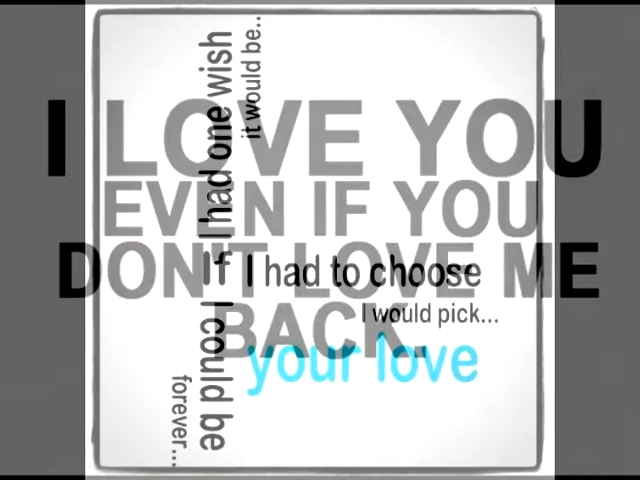 I LOVE YOU
EVEN IF YOU
DON'T LOVE ME
BACK.
If I could be
forever...
I had one wish
it would be..
I had to choose
I would pick...
your love